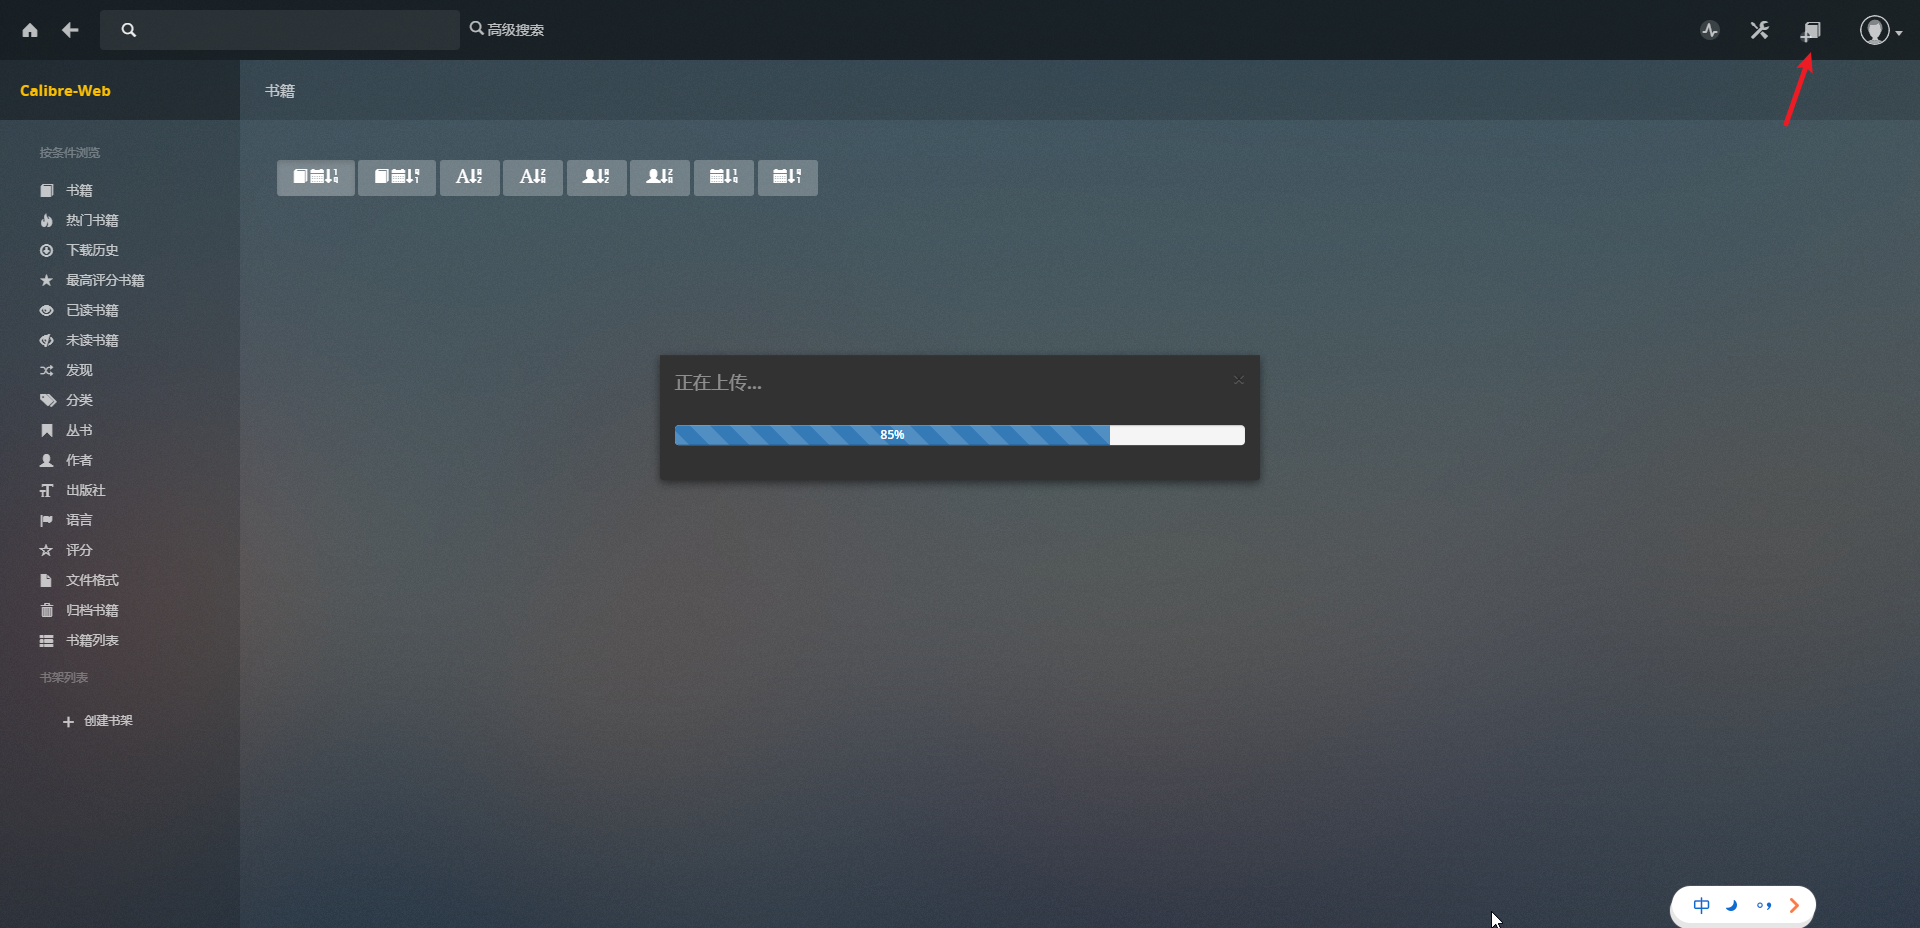 高级搜索
Calibre-Web
书籍
按条件浏览
书籍
热门书籍
下载历史
最高评分书籍
已读书籍
未读书籍
发现
分类
丛书
作者
出版社
语言
评分
文件格式
归档书籍
书籍列表
书架列表
创建书架
正在上传...
85%
中